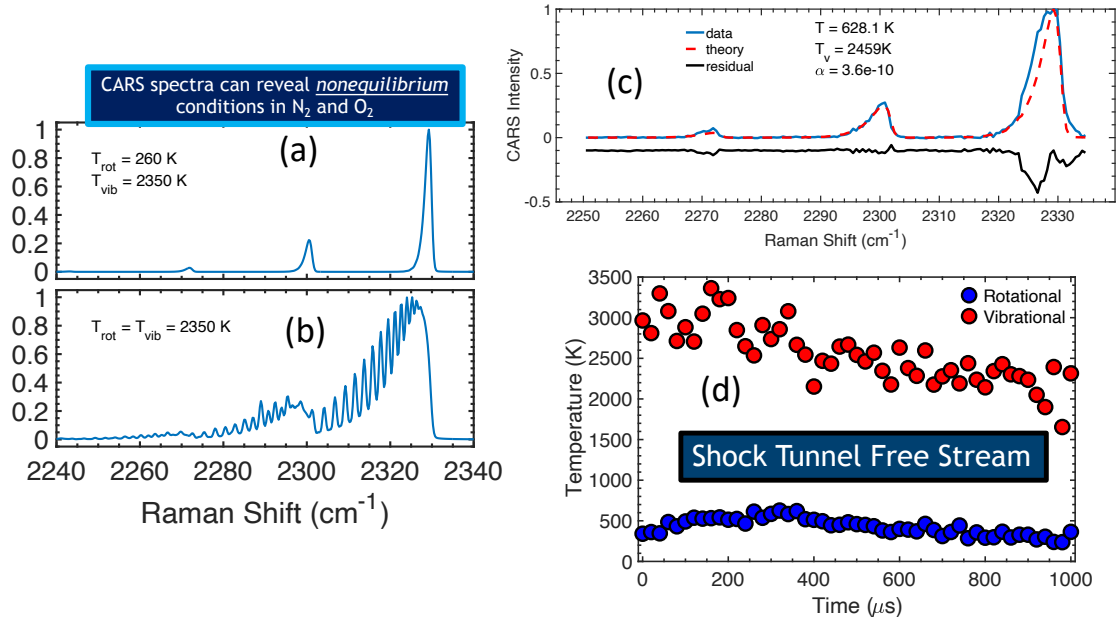 CARS spectra can reveal nonequilibrium
conditions in N₂ and O₂
(a)
T_rot = 260 K
T_vib = 2350 K
1
0.8
0.6
0.4
0.2
0
(b)
T_rot = T_vib = 2350 K
1
0.8
0.6
0.4
0.2
0
2240 2260 2280 2300 2320 2340
Raman Shift (cm⁻¹)
(c)
data
theory
residual
T = 628.1 K
T_v = 2459K
α = 3.6e-10
CARS Intensity
1
0.5
0
-0.5
2250 2260 2270 2280 2290 2300 2310 2320 2330
Raman Shift (cm⁻¹)
Rotational
Vibrational
(d)
Shock Tunnel Free Stream
Temperature (K)
3500
3000
2500
2000
1500
1000
500
0
0 200 400 600 800 1000
Time (μs)